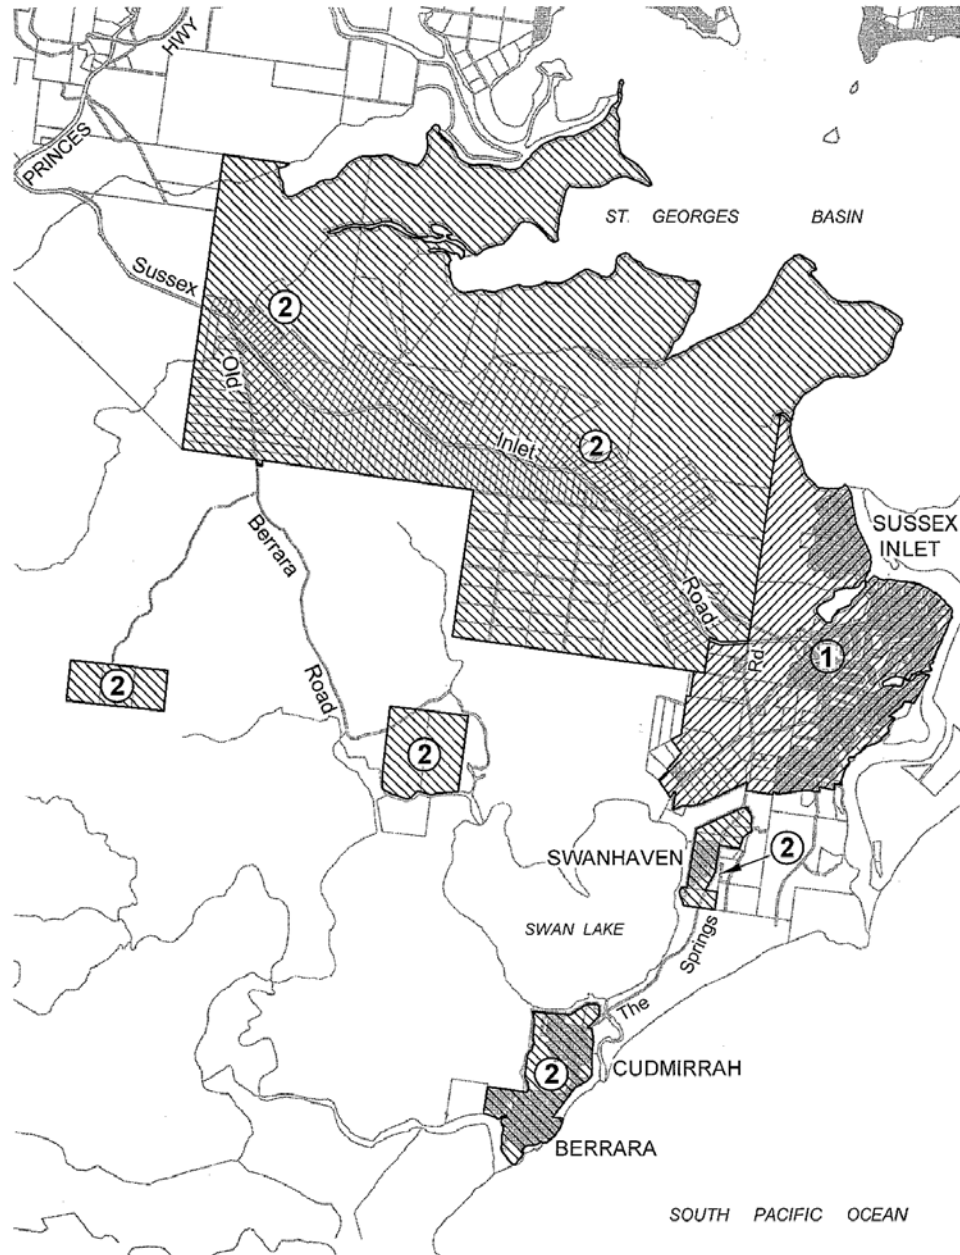 HWY
PRINCES
ST. GEORGES BASIN
Sussex
2
Old
2
Inlet
SUSSEX
INLET
Berrara
Road
1
Rd
2
Road
2
SWANHAVEN
2
SWAN LAKE
Springs
The
2
CUDMIRRAH
BERRARA
SOUTH PACIFIC OCEAN